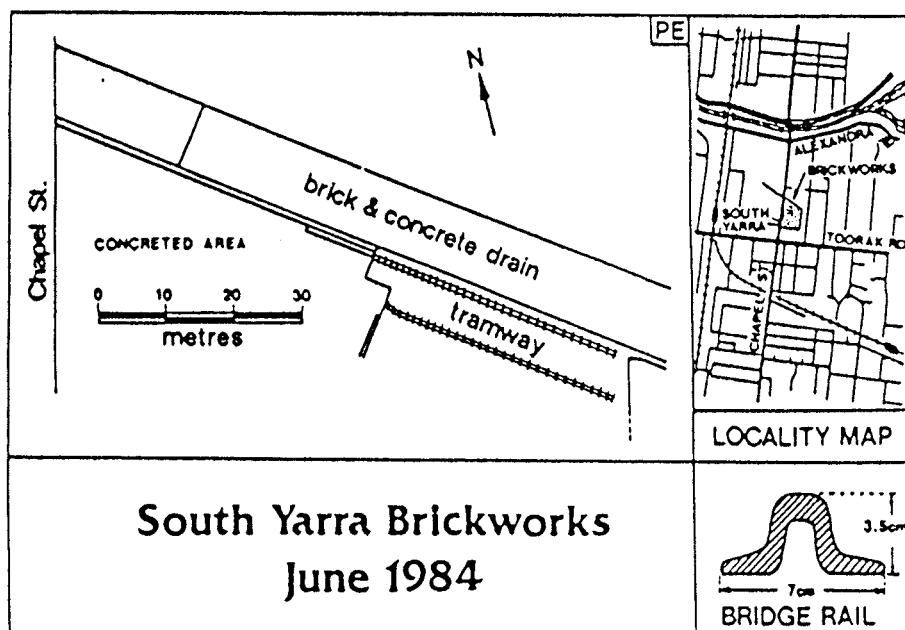 PE
N
Chapel St.
brick & concrete drain
CONCRETED AREA
0 10 20 30
metres
tramway
ALEXANDRA
BRICKWORKS
SOUTH
YARRA
TOORAK RO
CHAPEL ST
LOCALITY MAP
South Yarra Brickworks
June 1984
3.5cm
7cm
BRIDGE RAIL